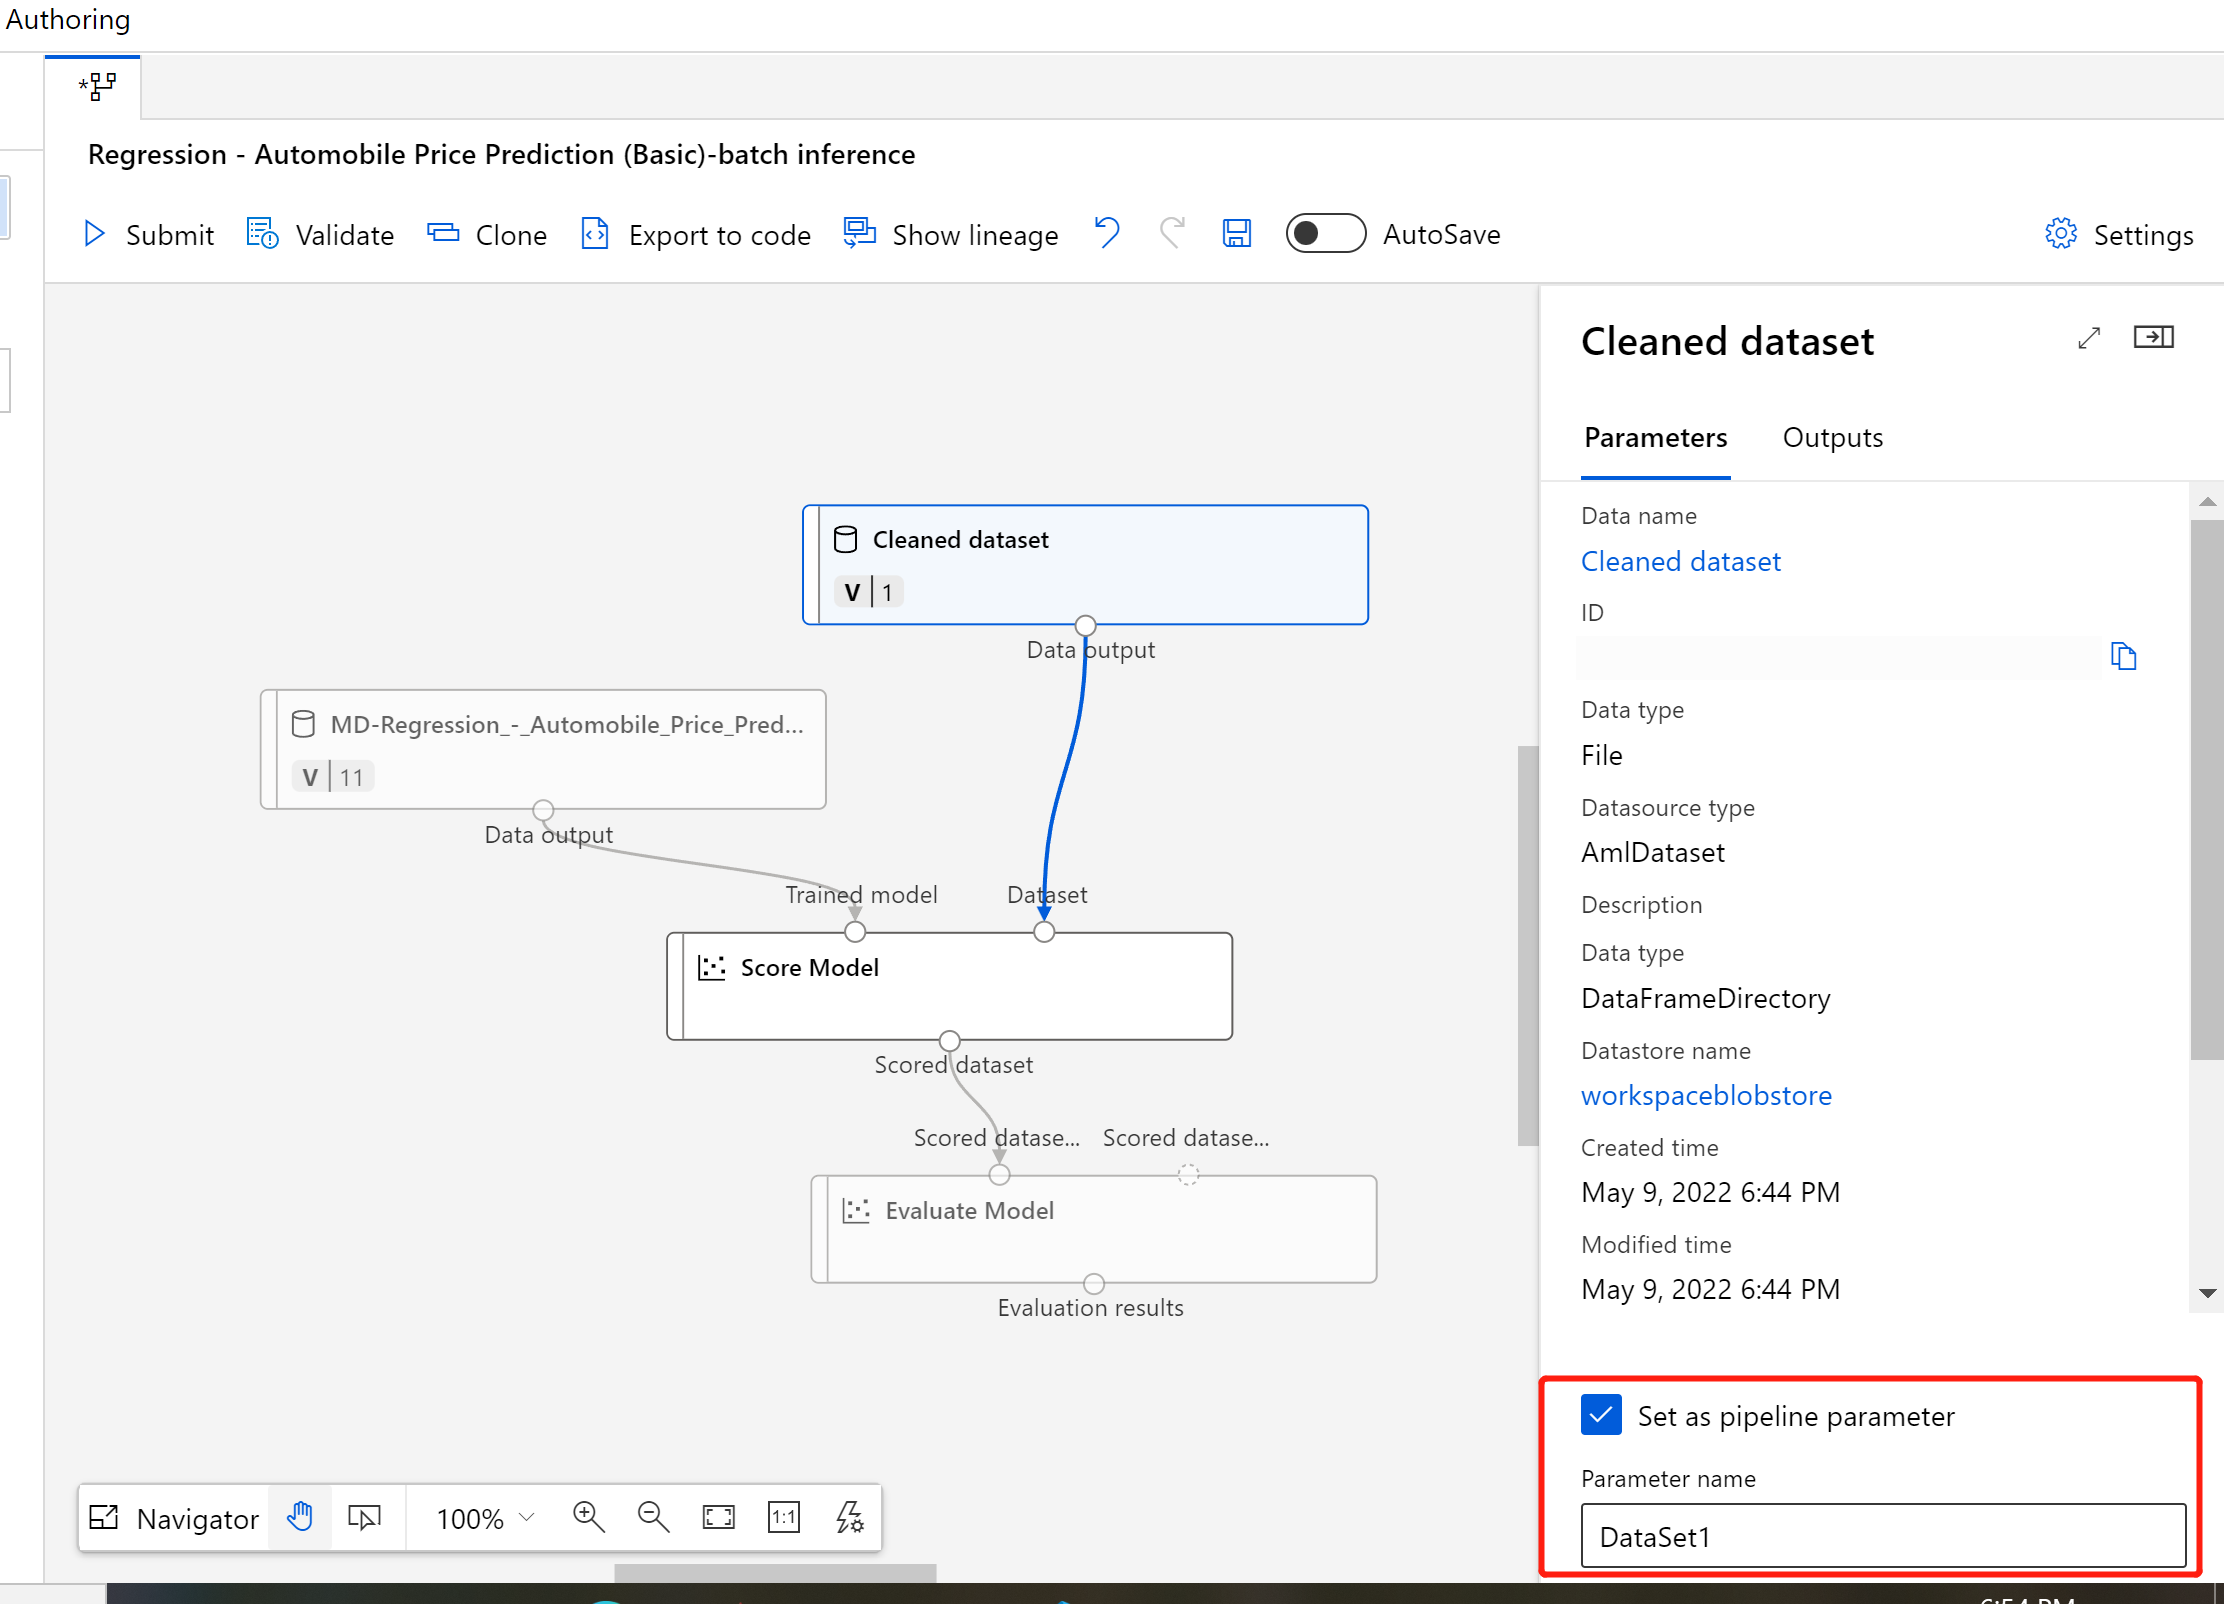 Authoring
*
Regression - Automobile Price Prediction (Basic)-batch inference
Submit Validate Clone Export to code Show lineage AutoSave Settings
Cleaned dataset
V 1
Data output
MD-Regression_-_Automobile_Price_Pred...
V 11
Data output
Trained model Dataset
Score Model
Scored dataset
Scored datase... Scored datase...
Evaluate Model
Evaluation results
Navigator 100% 1:1
Cleaned dataset
Parameters Outputs
Data name
Cleaned dataset
ID
Data type
File
Datasource type
AmlDataset
Description
Data type
DataFrameDirectory
Datastore name
workspaceblobstore
Created time
May 9, 2022 6:44 PM
Modified time
May 9, 2022 6:44 PM
Set as pipeline parameter
Parameter name
DataSet1